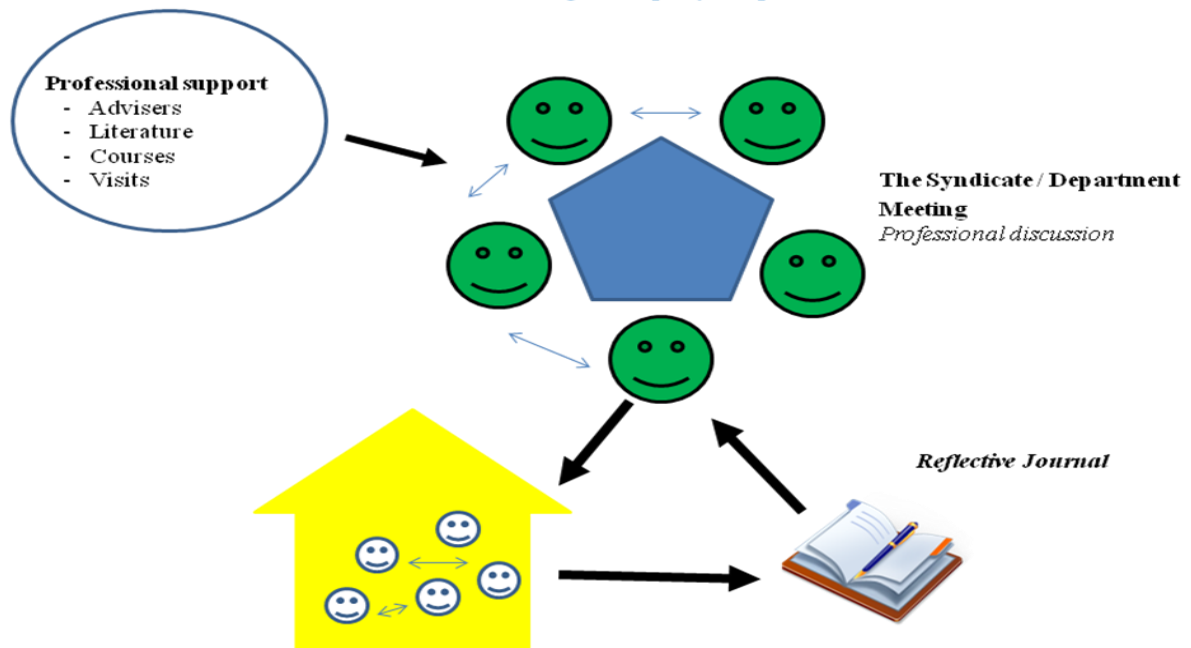 Professional support
- Advisers
- Literature
- Courses
- Visits
The Syndicate / Department
Meeting
Professional discussion
Reflective Journal